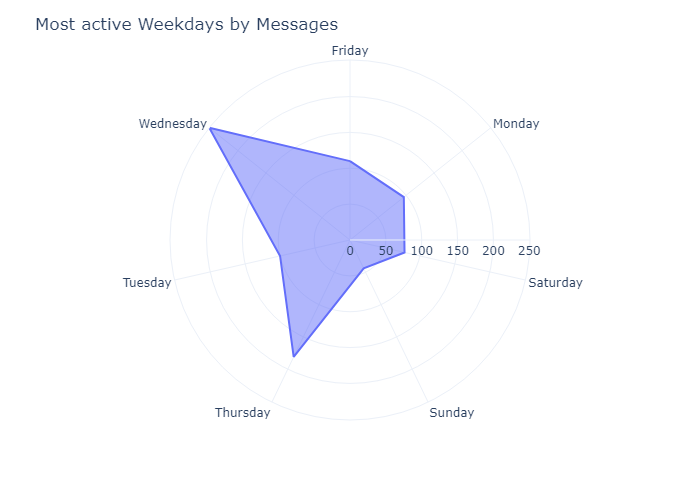 Most active Weekdays by Messages
Friday
Wednesday
Monday
0 50 100 150 200 250
Tuesday
Saturday
Thursday
Sunday